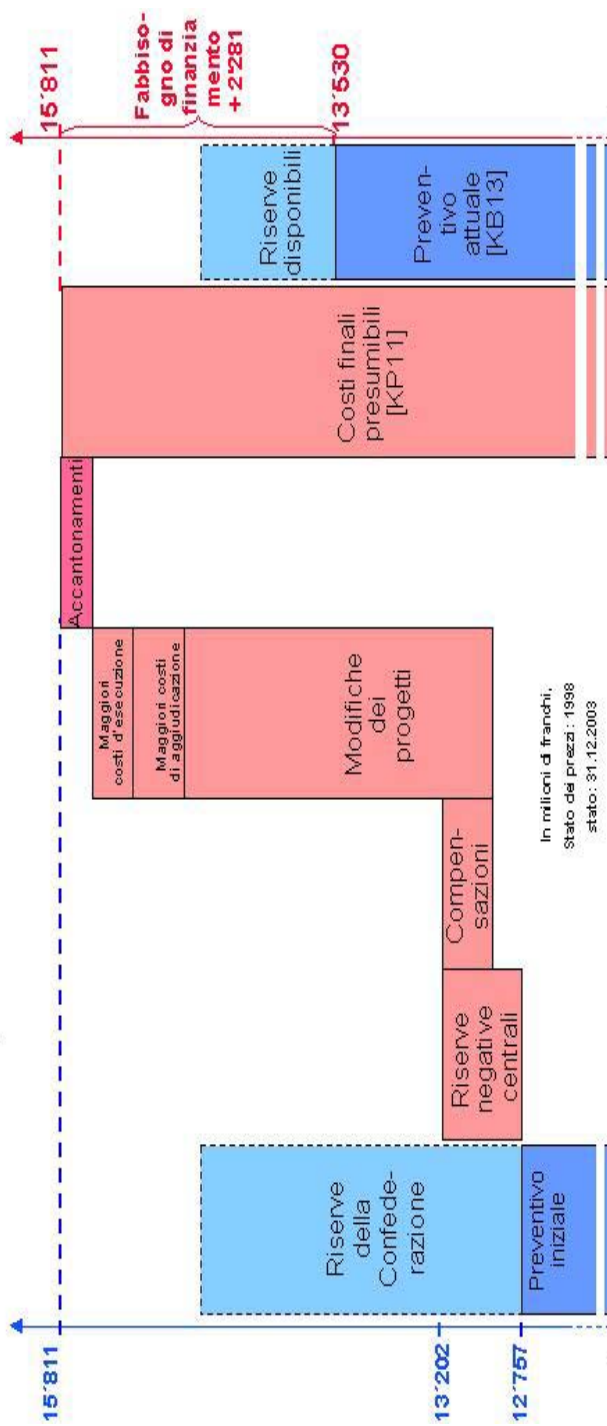 15´811
13´202
12´757
Riserve
della
Confede-
razione
Preventivo
iniziale
Riserve
negative
centrali
Compen-
sazioni
Maggiori
costi d'esecuzione
Maggiori costi
di aggiudicazione
Modifiche
dei
progetti
In milioni di franchi,
Stato dei prezzi: 1998
stato: 31.12.2003
Accantonamenti
Costi finali
presumibili
[KP11]
Riserve
disponibili
Preven-
tivo
attuale
[KB13]
15´811
Fabbiso-
gno di
finanzia
mento
+ 2'281
13´530